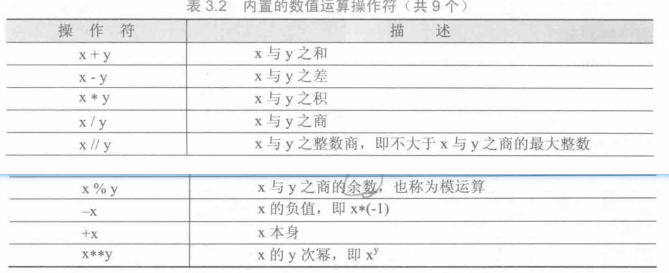 表 3.2 内置的数值运算操作符（共 9 个）
操 作 符 描 述
x + y x 与 y 之和
x - y x 与 y 之差
x * y x 与 y 之积
x / y x 与 y 之商
x // y x 与 y 之整数商，即不大于 x 与 y 之商的最大整数
x % y x 与 y 之商的余数，也称为模运算
–x x 的负值，即 x*(-1)
+x x 本身
x**y x 的 y 次幂，即 xʸ